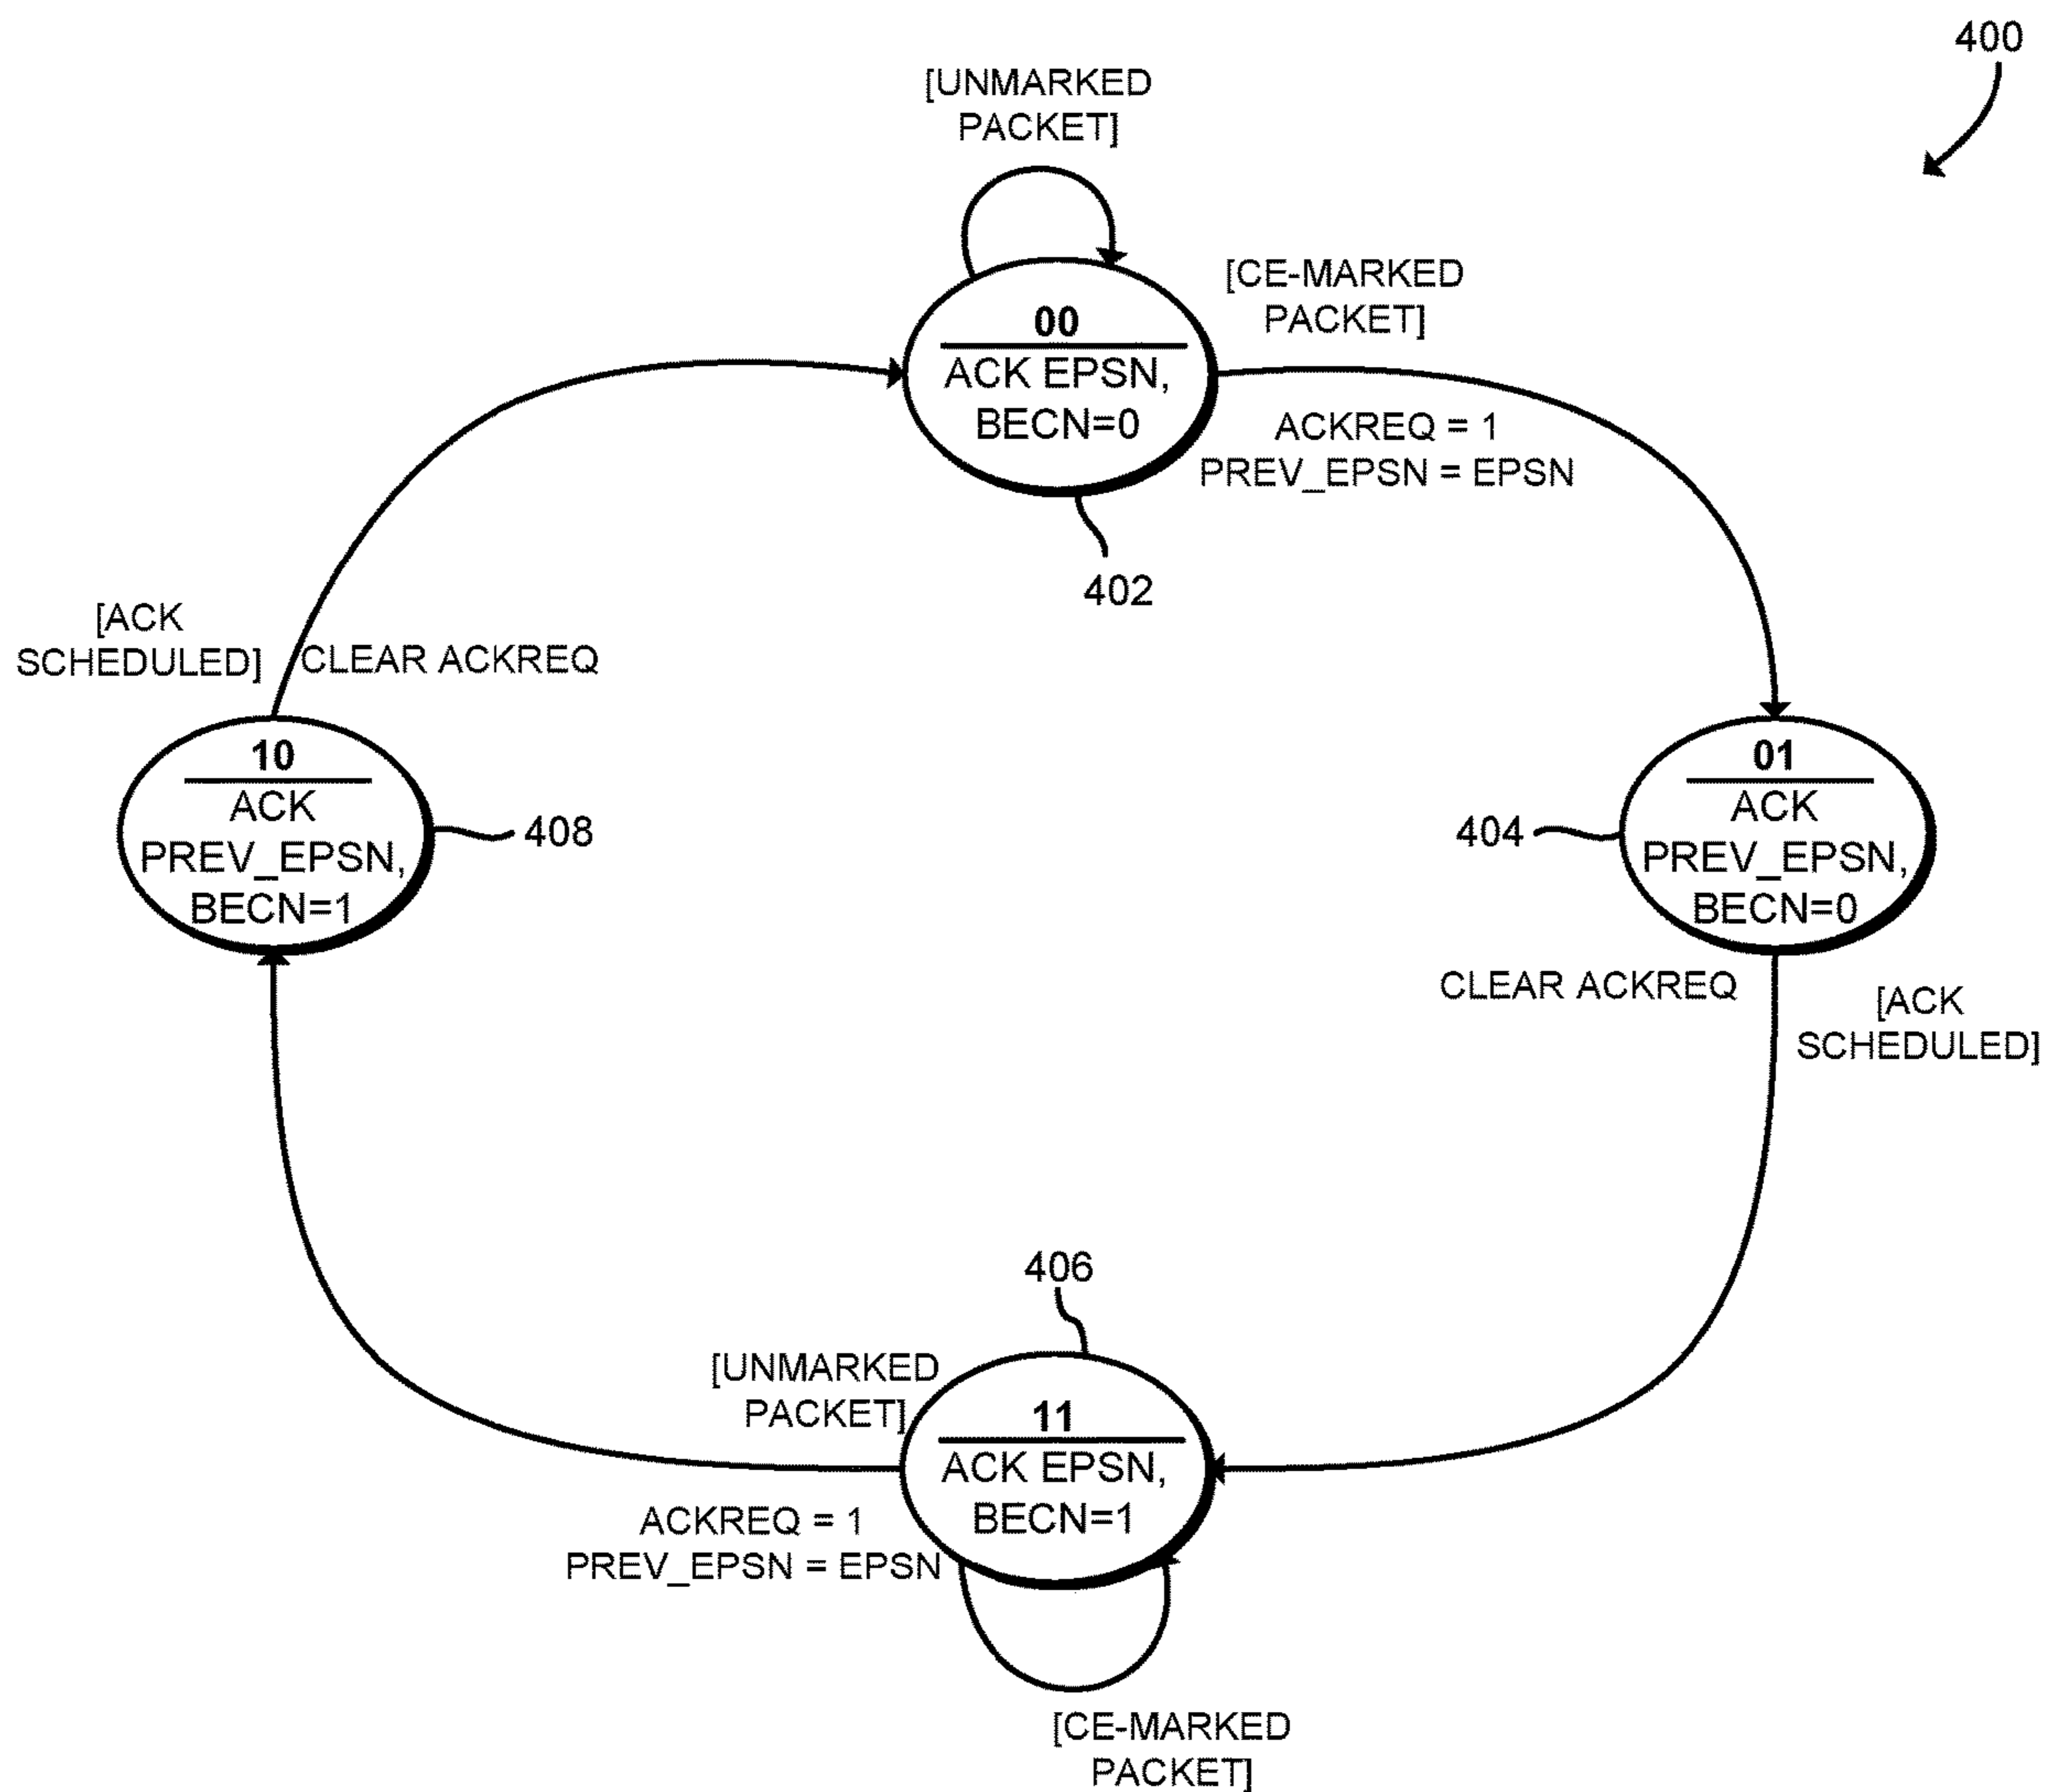 400
[UNMARKED
PACKET]
[CE-MARKED
PACKET]
00
ACK EPSN,
BECN=0
ACKREQ = 1
PREV_EPSN = EPSN
402
[ACK
SCHEDULED]
CLEAR ACKREQ
10
ACK
PREV_EPSN,
BECN=1
408
404
01
ACK
PREV_EPSN,
BECN=0
CLEAR ACKREQ
[ACK
SCHEDULED]
406
[UNMARKED
PACKET]
11
ACK EPSN,
BECN=1
ACKREQ = 1
PREV_EPSN = EPSN
[CE-MARKED
PACKET]